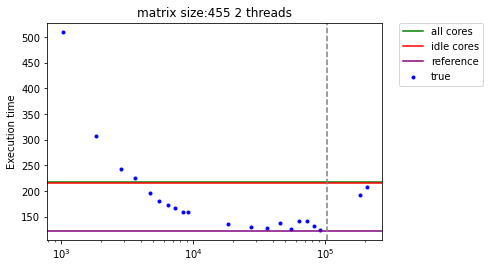 matrix size:455 2 threads
all cores
idle cores
reference
true
Execution time
500
450
400
350
300
250
200
150
10³
10⁴
10⁵